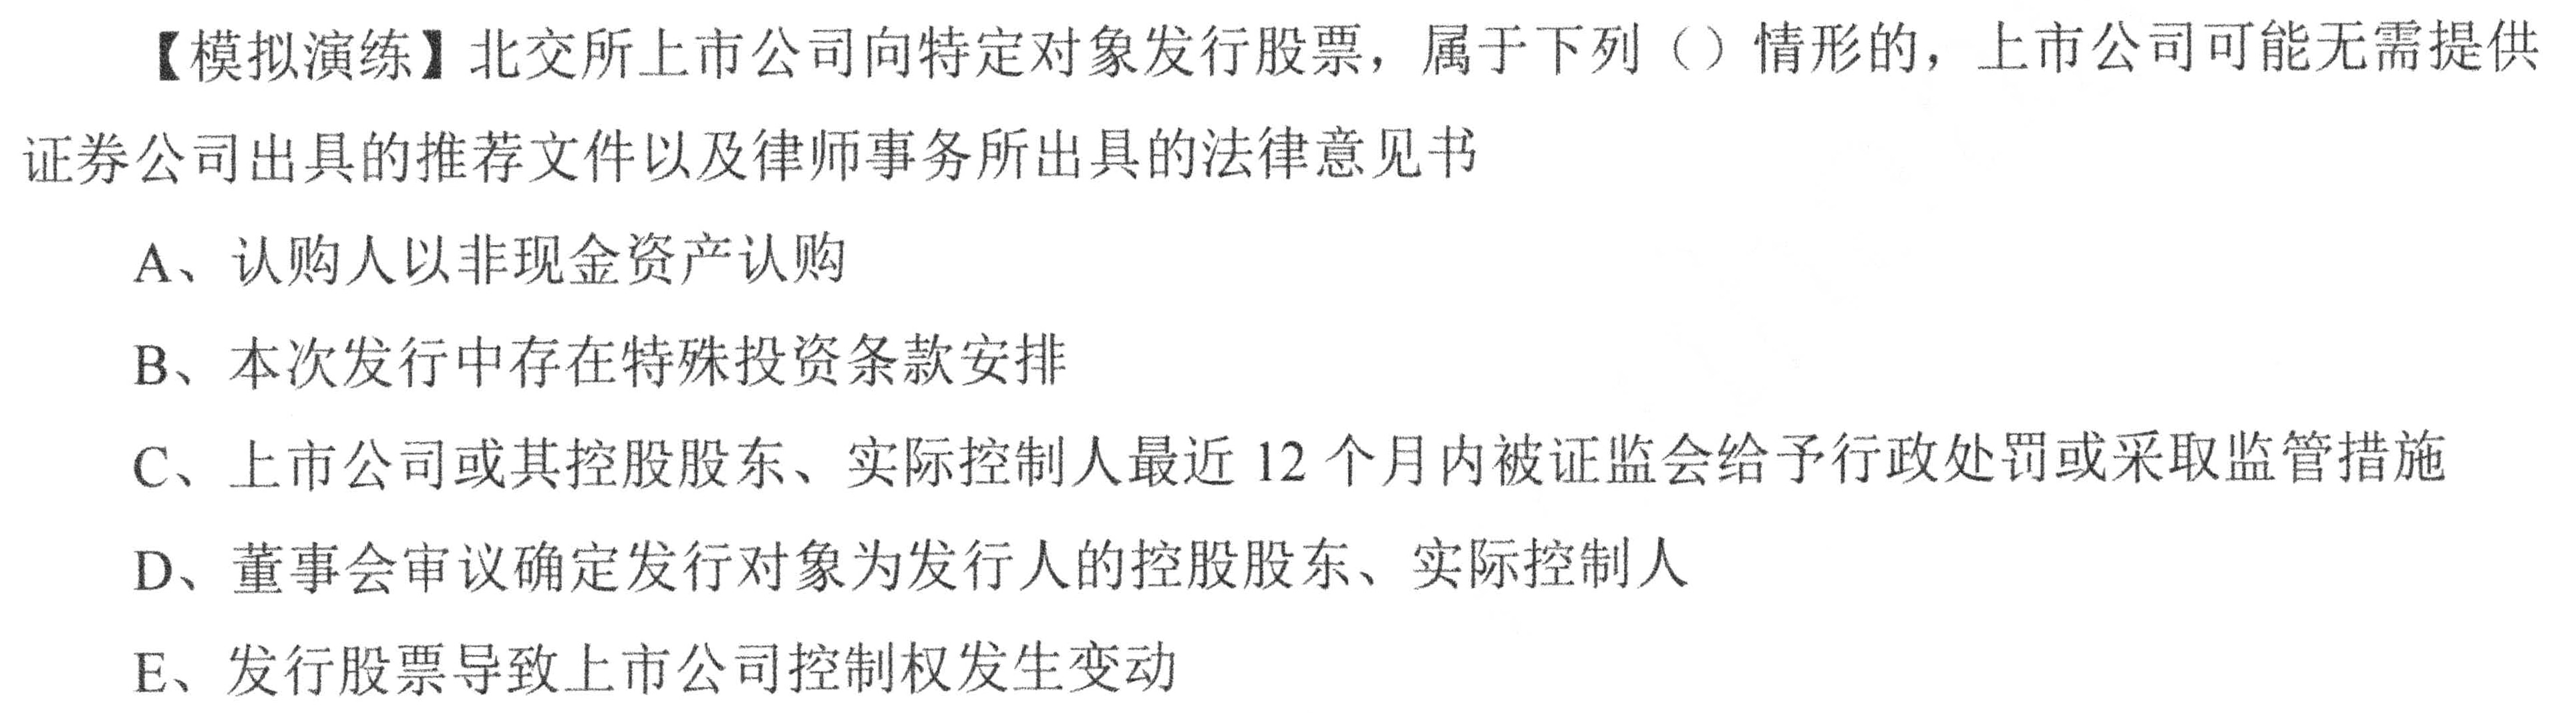 【模拟演练】北交所上市公司向特定对象发行股票，属于下列（）情形的，上市公司可能无需提供
证券公司出具的推荐文件以及律师事务所出具的法律意见书
A、认购人以非现金资产认购
B、本次发行中存在特殊投资条款安排
C、上市公司或其控股股东、实际控制人最近 12 个月内被证监会给予行政处罚或采取监管措施
D、董事会审议确定发行对象为发行人的控股股东、实际控制人
E、发行股票导致上市公司控制权发生变动